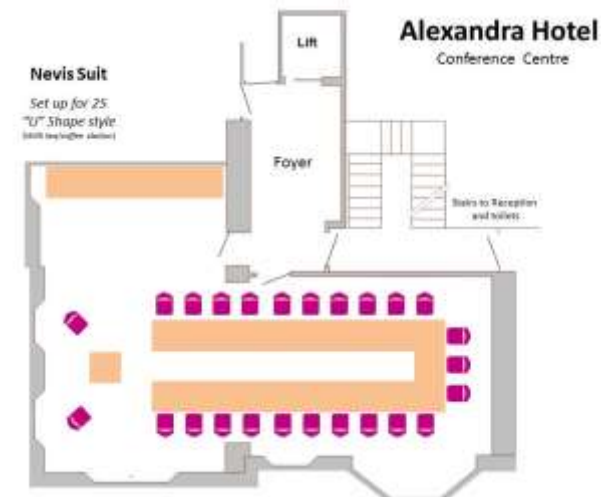 Alexandra Hotel
Conference Centre
Lift
Nevis Suit
Set up for 25
"U" Shape style
Foyer
Stairs to Reception
and toilets